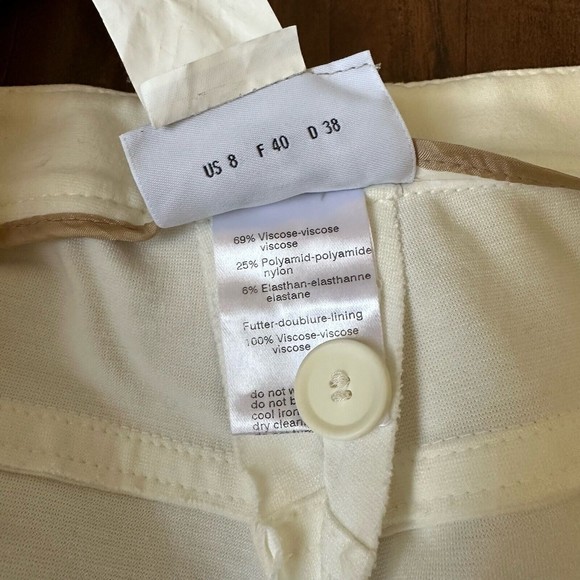 US 8 F 40 D 38
69% Viscose-viscose
viscose
25% Polyamid-polyamide
nylon
6% Elasthan-elasthanne
elastane
Futter-doublure-lining
100% Viscose-viscose
viscose
do not
do not
cool iron
dry clean